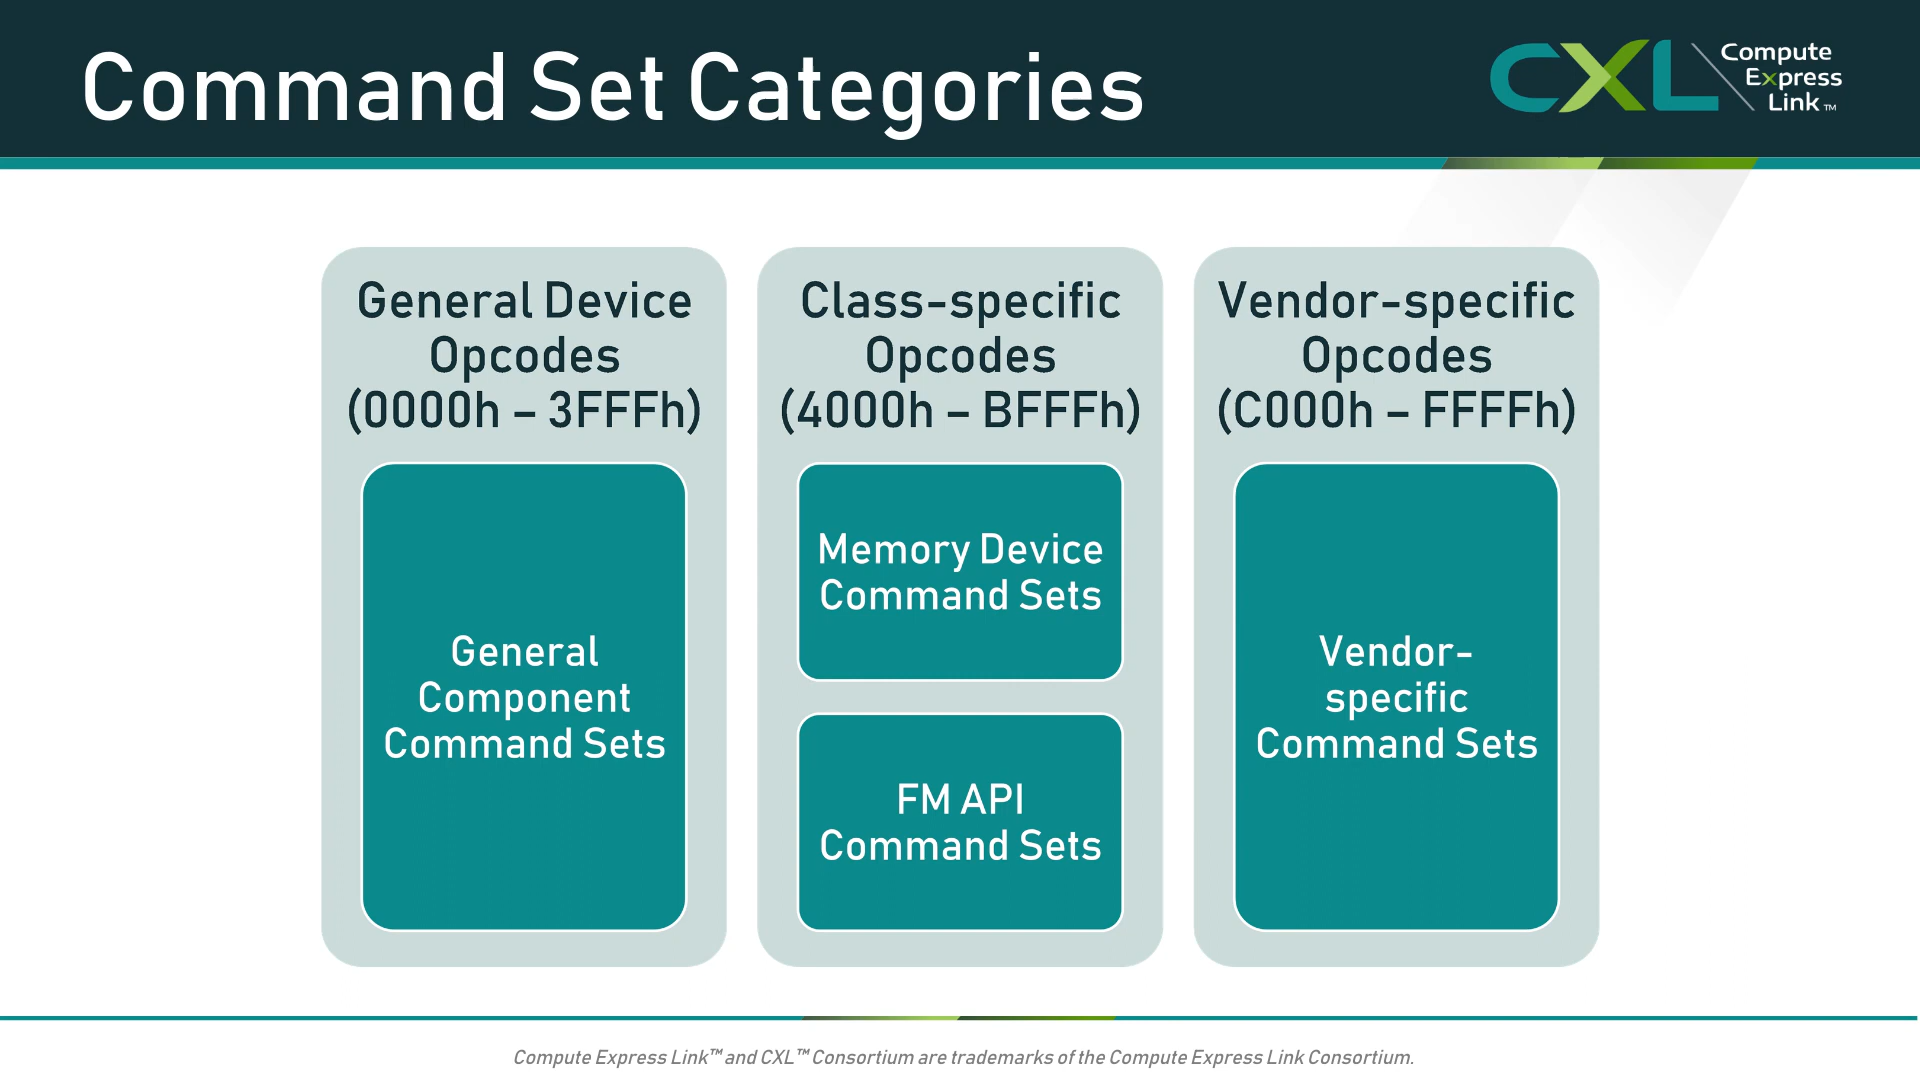 Command Set Categories
CXL
Compute
Express
Link™
General Device
Opcodes
(0000h – 3FFFh)
General
Component
Command Sets
Class-specific
Opcodes
(4000h – BFFFh)
Memory Device
Command Sets
FM API
Command Sets
Vendor-specific
Opcodes
(C000h – FFFFh)
Vendor-
specific
Command Sets
Compute Express Link™ and CXL™ Consortium are trademarks of the Compute Express Link Consortium.